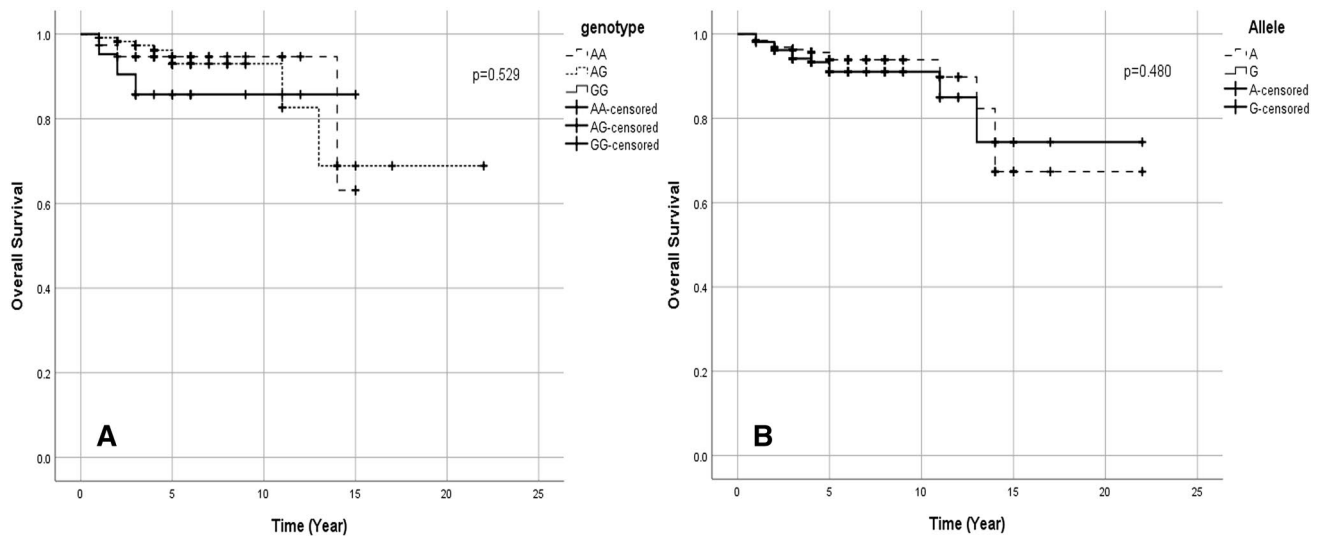 genotype
AA
AG
GG
AA-censored
AG-censored
GG-censored
p=0.529
1.0
0.8
0.6
0.4
0.2
0.0
Overall Survival
A
0 5 10 15 20 25
Time (Year)
Allele
A
G
A-censored
G-censored
p=0.480
1.0
0.8
0.6
0.4
0.2
0.0
Overall Survival
B
0 5 10 15 20 25
Time (Year)